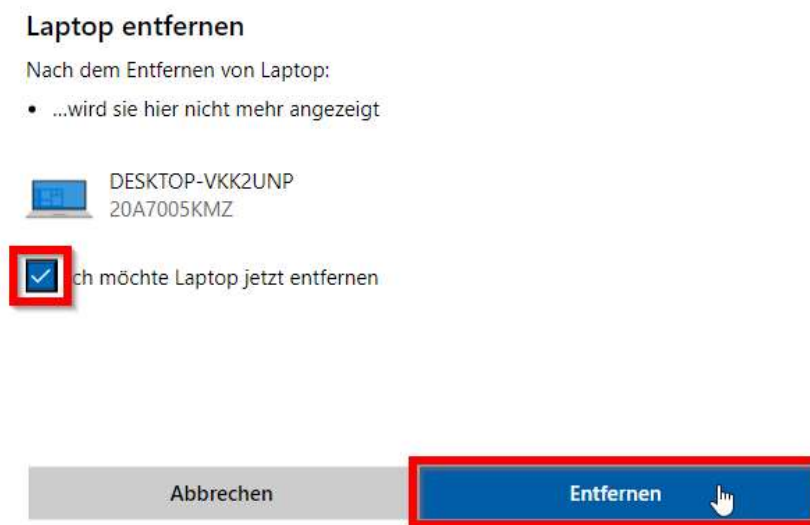 Laptop entfernen
Nach dem Entfernen von Laptop:
• ...wird sie hier nicht mehr angezeigt
DESKTOP-VKK2UNP
20A7005KMZ
ch möchte Laptop jetzt entfernen
Abbrechen Entfernen